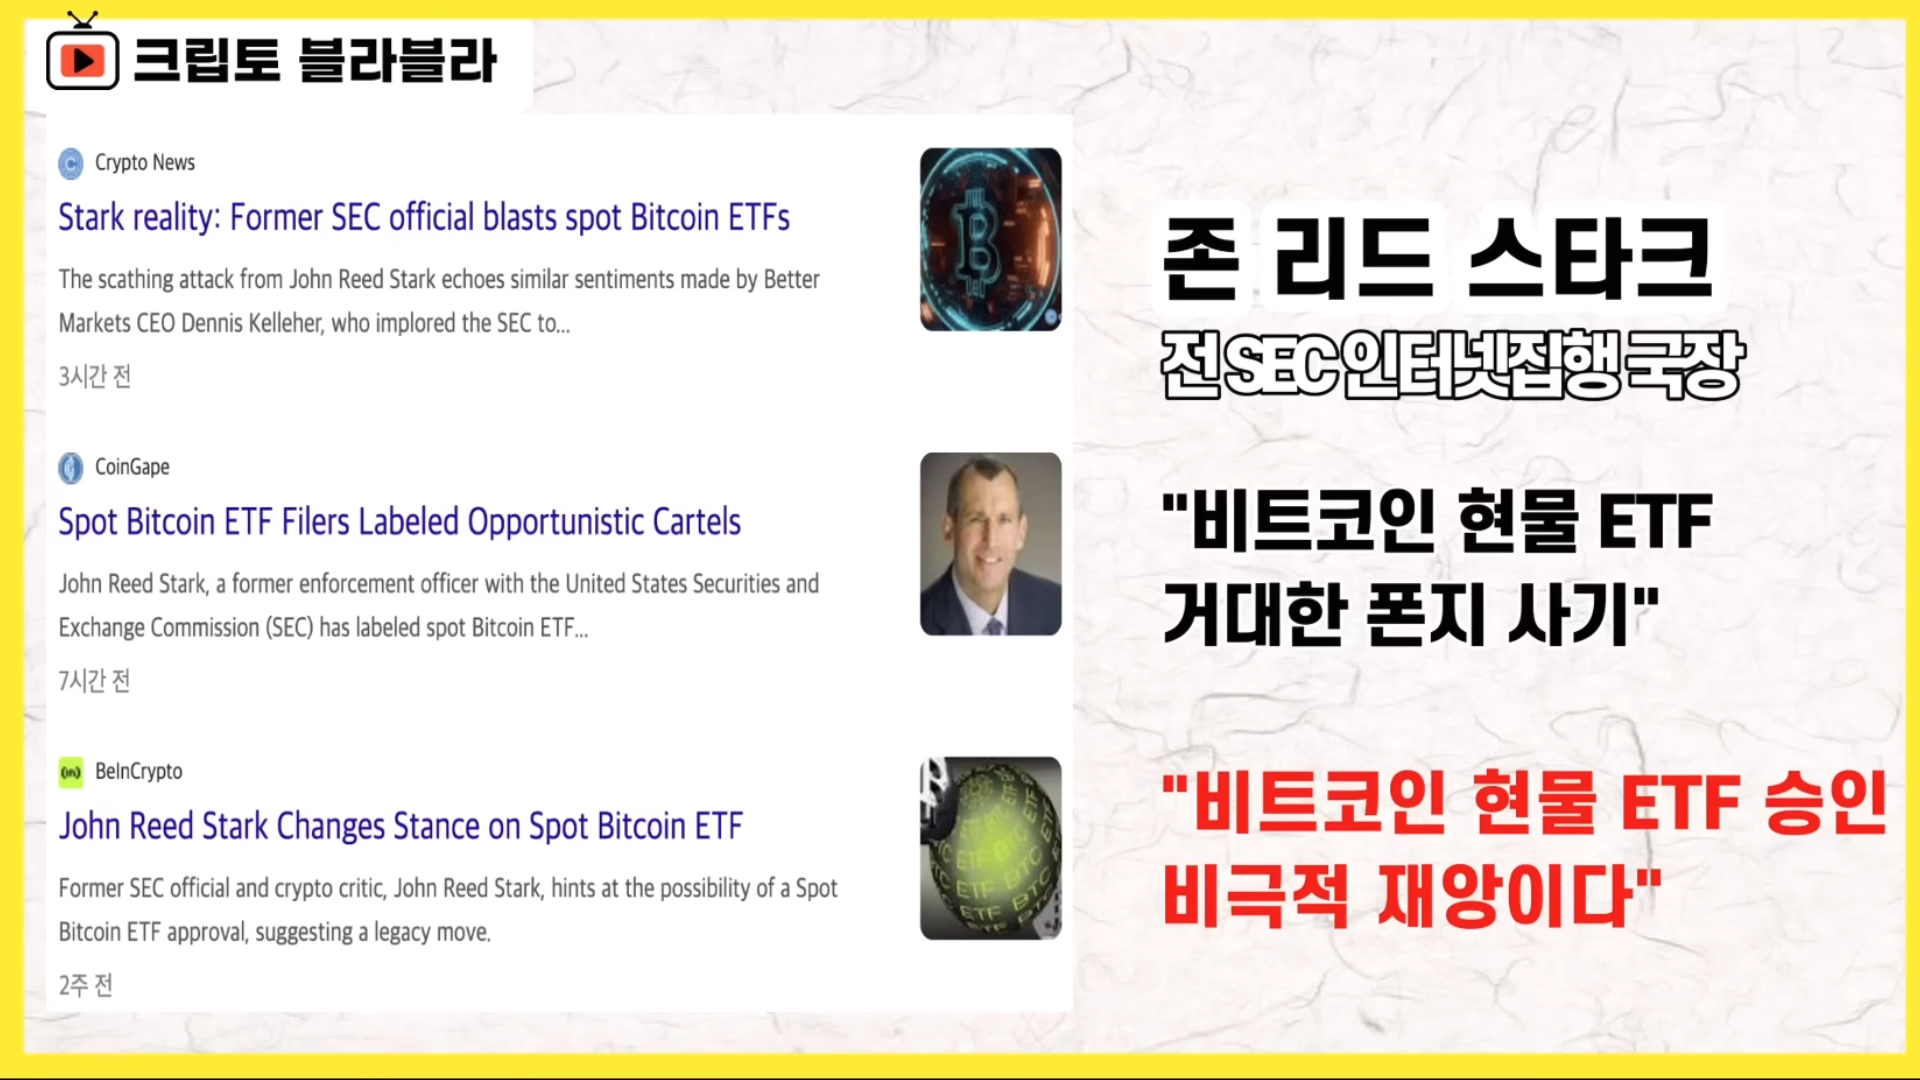 크립토 블라블라
Crypto News
Stark reality: Former SEC official blasts spot Bitcoin ETFs
The scathing attack from John Reed Stark echoes similar sentiments made by Better
Markets CEO Dennis Kelleher, who implored the SEC to...
3시간 전
CoinGape
Spot Bitcoin ETF Filers Labeled Opportunistic Cartels
John Reed Stark, a former enforcement officer with the United States Securities and
Exchange Commission (SEC) has labeled spot Bitcoin ETF...
7시간 전
BeInCrypto
John Reed Stark Changes Stance on Spot Bitcoin ETF
Former SEC official and crypto critic, John Reed Stark, hints at the possibility of a Spot
Bitcoin ETF approval, suggesting a legacy move.
2주 전
존 리드 스타크
전 SEC 인터넷집행 국장
"비트코인 현물 ETF
거대한 폰지 사기"
"비트코인 현물 ETF 승인
비극적 재앙이다"